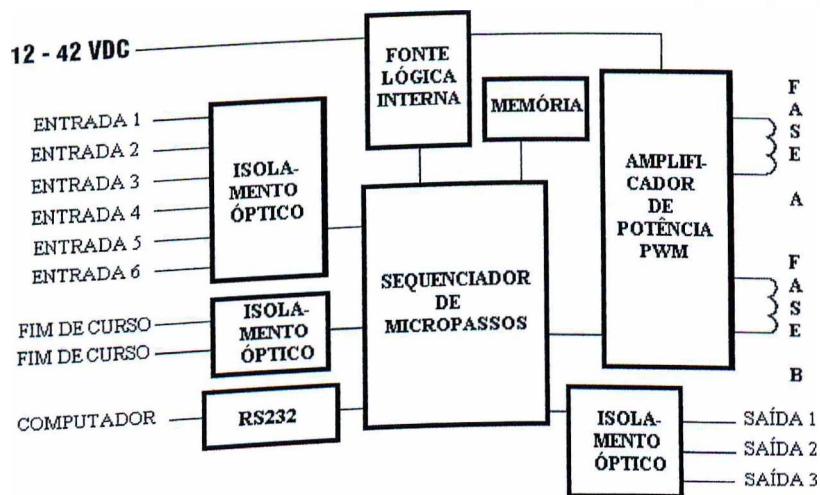 12 - 42 VDC
FONTE
LÓGICA
INTERNA
MEMÓRIA
ENTRADA 1
ENTRADA 2
ENTRADA 3
ENTRADA 4
ENTRADA 5
ENTRADA 6
ISOLA-
MENTO
ÓPTICO
SEQUENCIADOR
DE
MICROPASSOS
AMPLIFI-
CADOR
DE
POTÊNCIA
PWM
FASE A
FASE B
FIM DE CURSO
FIM DE CURSO
ISOLA-
MENTO
ÓPTICO
COMPUTADOR
RS232
ISOLA-
MENTO
ÓPTICO
SAÍDA 1
SAÍDA 2
SAÍDA 3